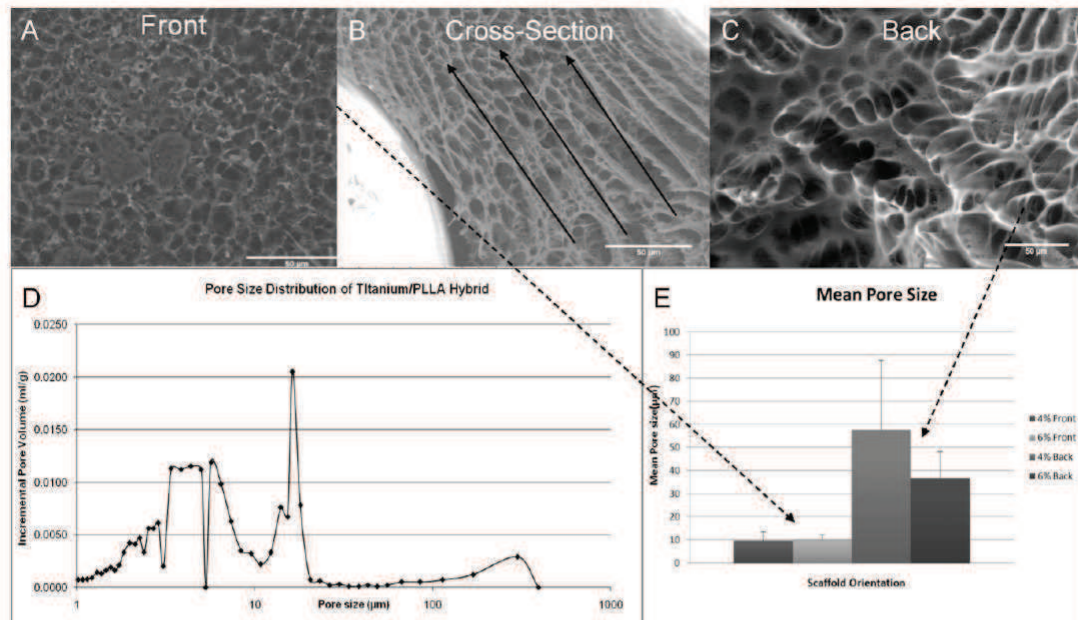 A
Front
50 µm
B
Cross-Section
50 µm
C
Back
50 µm
D
Pore Size Distribution of Titanium/PLLA Hybrid
Incremental Pore Volume (ml/g)
0.0250
0.0200
0.0150
0.0100
0.0050
0.0000
1
10
100
1000
Pore size (µm)
E
Mean Pore Size
Mean Pore size(µm)
100
90
80
70
60
50
40
30
20
10
0
Scaffold Orientation
4% Front
6% Front
4% Back
6% Back